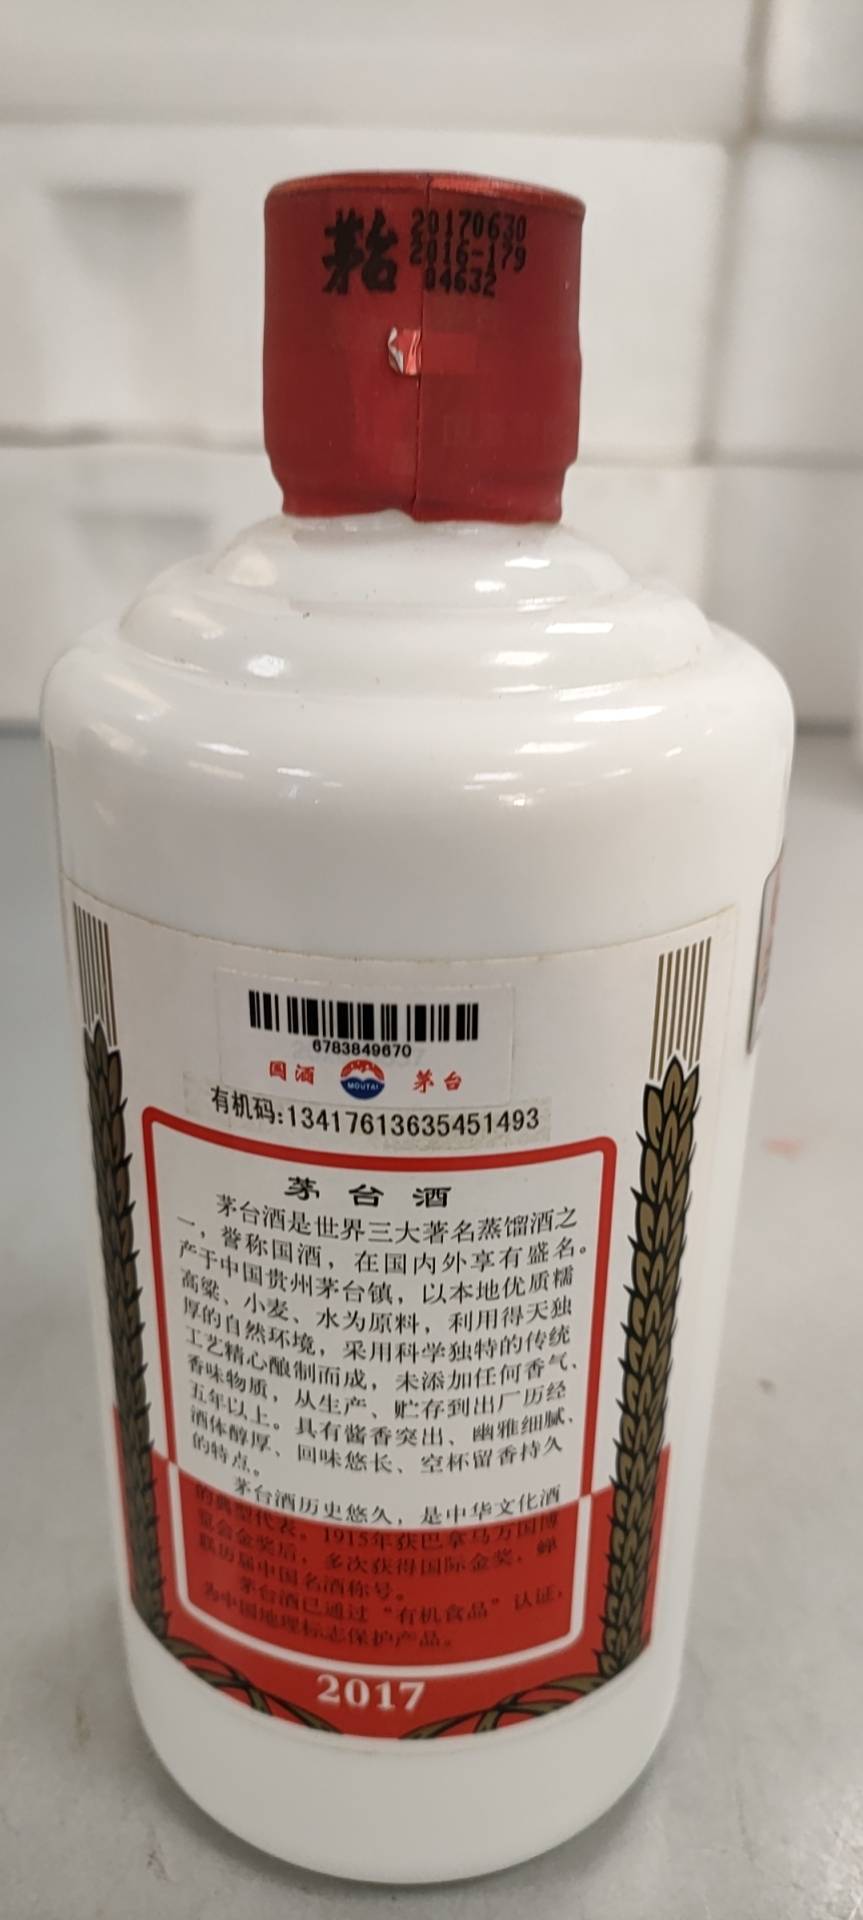 茅台 20170630
2016-179
04632
6783849670
国酒 MOUTAI 茅台
有机码:13417613635451493
茅台酒
茅台酒是世界三大著名蒸馏酒之
一，誉称国酒，在国内外享有盛名。
产于中国贵州茅台镇，以本地优质糯
高粱、小麦、水为原料，利用得天独
厚的自然环境，采用科学独特的传统
工艺精心酿制而成，未添加任何香气、
香味物质，从生产、贮存到出厂历经
五年以上。具有酱香突出、幽雅细腻、
酒体醇厚、回味悠长、空杯留香持久
的特点。
茅台酒历史悠久，是中华文化酒
的典型代表。1915年获巴拿马万国博
览会金奖后，多次获得国际金奖，蝉
联历届中国名酒称号。
茅台酒已通过“有机食品”认证，
为中国地理标志保护产品。
2017